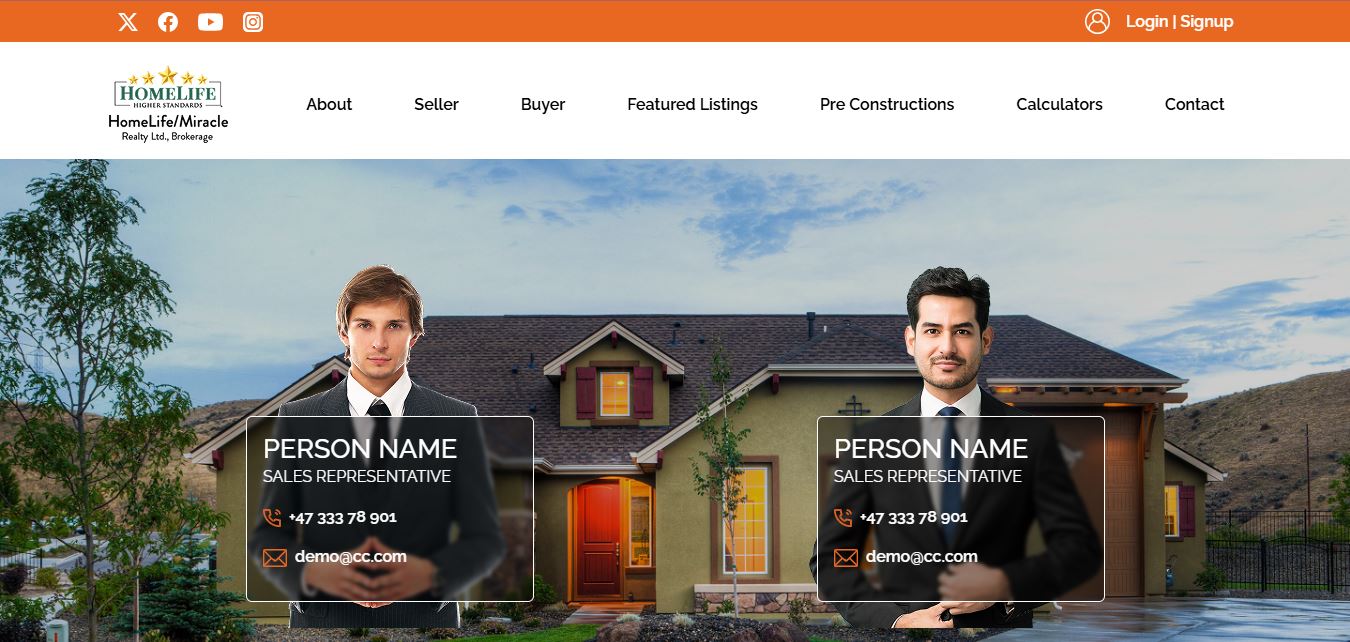 Login | Signup
HOMELIFE
HIGHER STANDARDS
HomeLife/Miracle
Realty Ltd., Brokerage
About
Seller
Buyer
Featured Listings
Pre Constructions
Calculators
Contact
PERSON NAME
SALES REPRESENTATIVE
+47 333 78 901
demo@cc.com
PERSON NAME
SALES REPRESENTATIVE
+47 333 78 901
demo@cc.com